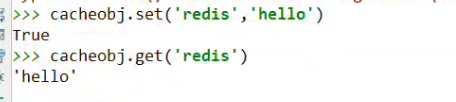 >>> cacheobj.set('redis','hello')
True
>>> cacheobj.get('redis')
'hello'